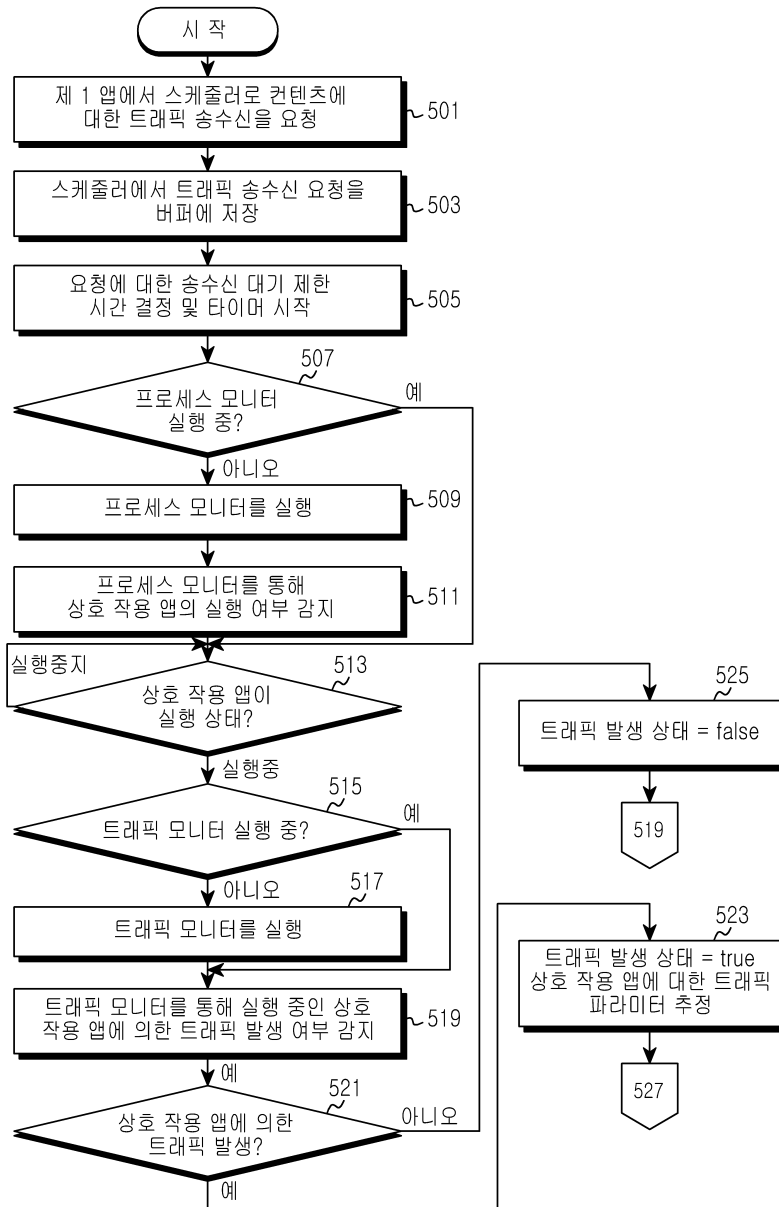 시 작
제 1 앱에서 스케줄러로 컨텐츠에
대한 트래픽 송수신을 요청
501
스케줄러에서 트래픽 송수신 요청을
버퍼에 저장
503
요청에 대한 송수신 대기 제한
시간 결정 및 타이머 시작
505
507
프로세스 모니터
실행 중?
예
아니오
프로세스 모니터를 실행
509
프로세스 모니터를 통해
상호 작용 앱의 실행 여부 감지
511
실행중지
513
상호 작용 앱이
실행 상태?
실행중
515
트래픽 모니터 실행 중?
예
아니오
517
트래픽 모니터를 실행
트래픽 모니터를 통해 실행 중인 상호
작용 앱에 의한 트래픽 발생 여부 감지
519
예
521
상호 작용 앱에 의한
트래픽 발생?
아니오
예
525
트래픽 발생 상태 = false
519
523
트래픽 발생 상태 = true
상호 작용 앱에 대한 트래픽
파라미터 추정
527